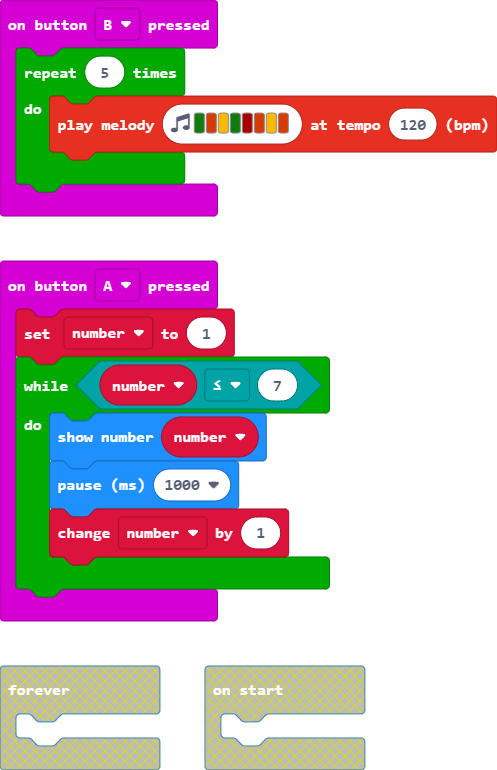 on button B pressed
repeat 5 times
do
play melody at tempo 120 (bpm)
on button A pressed
set number to 1
while number ≤ 7
do
show number number
pause (ms) 1000
change number by 1
forever
on start